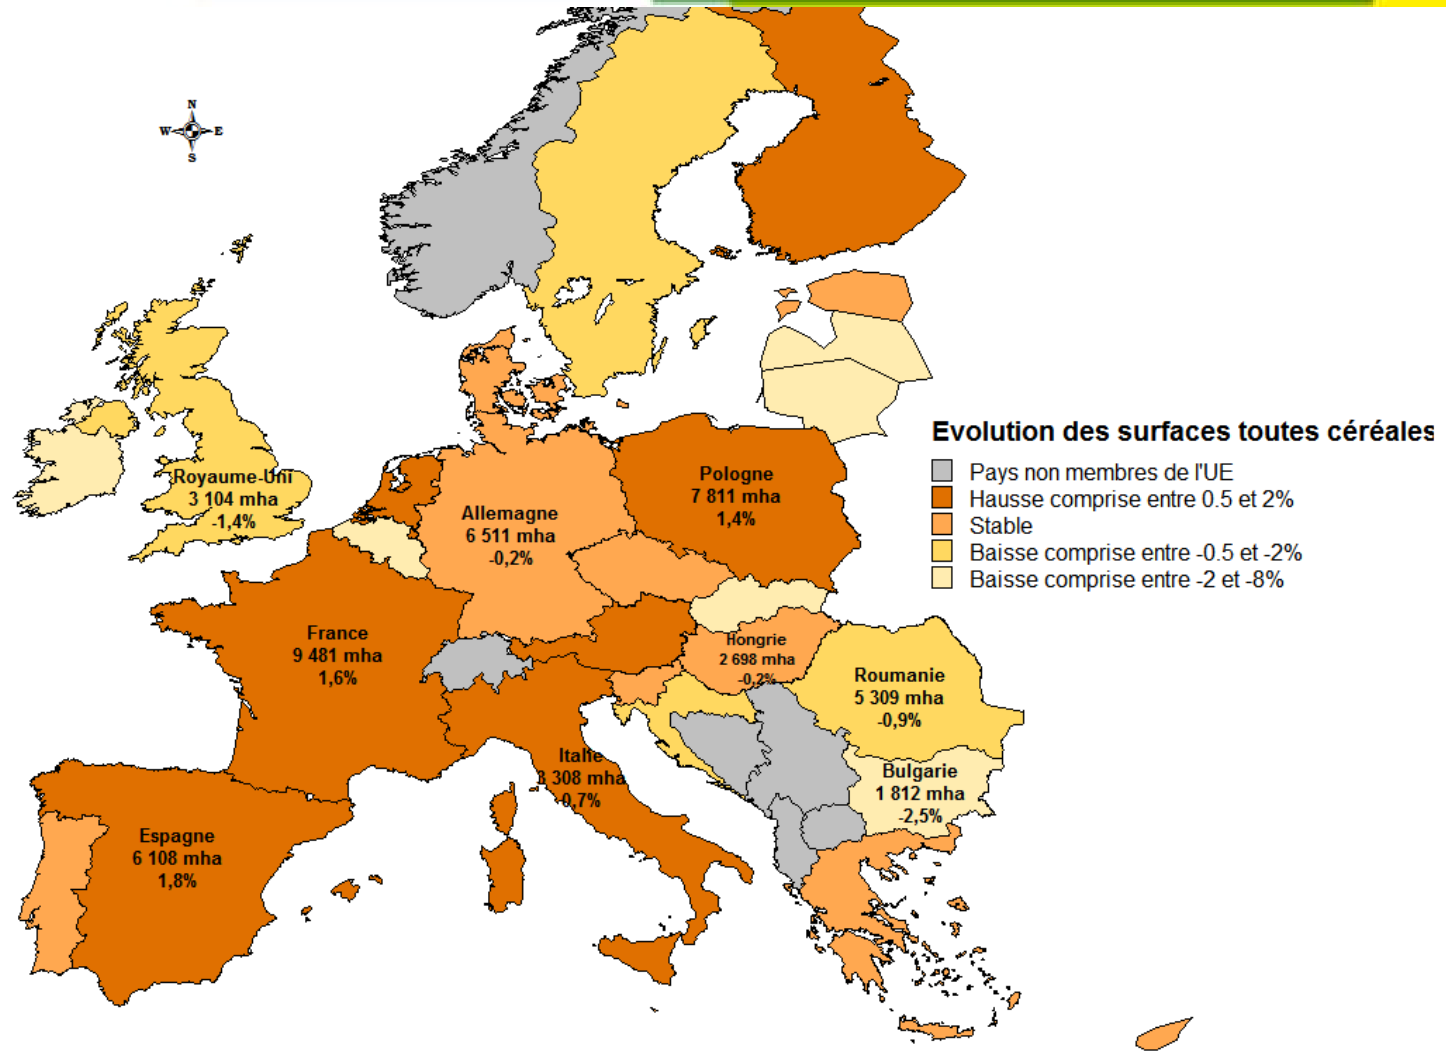 N
W E
S
Evolution des surfaces toutes céréales
Pays non membres de l'UE
Hausse comprise entre 0.5 et 2%
Stable
Baisse comprise entre -0.5 et -2%
Baisse comprise entre -2 et -8%
Royaume-Uni
3 104 mha
-1,4%
Allemagne
6 511 mha
-0,2%
Pologne
7 811 mha
1,4%
France
9 481 mha
1,6%
Hongrie
2 698 mha
-0,2%
Roumanie
5 309 mha
-0,9%
Italie
3 308 mha
0,7%
Bulgarie
1 812 mha
-2,5%
Espagne
6 108 mha
1,8%